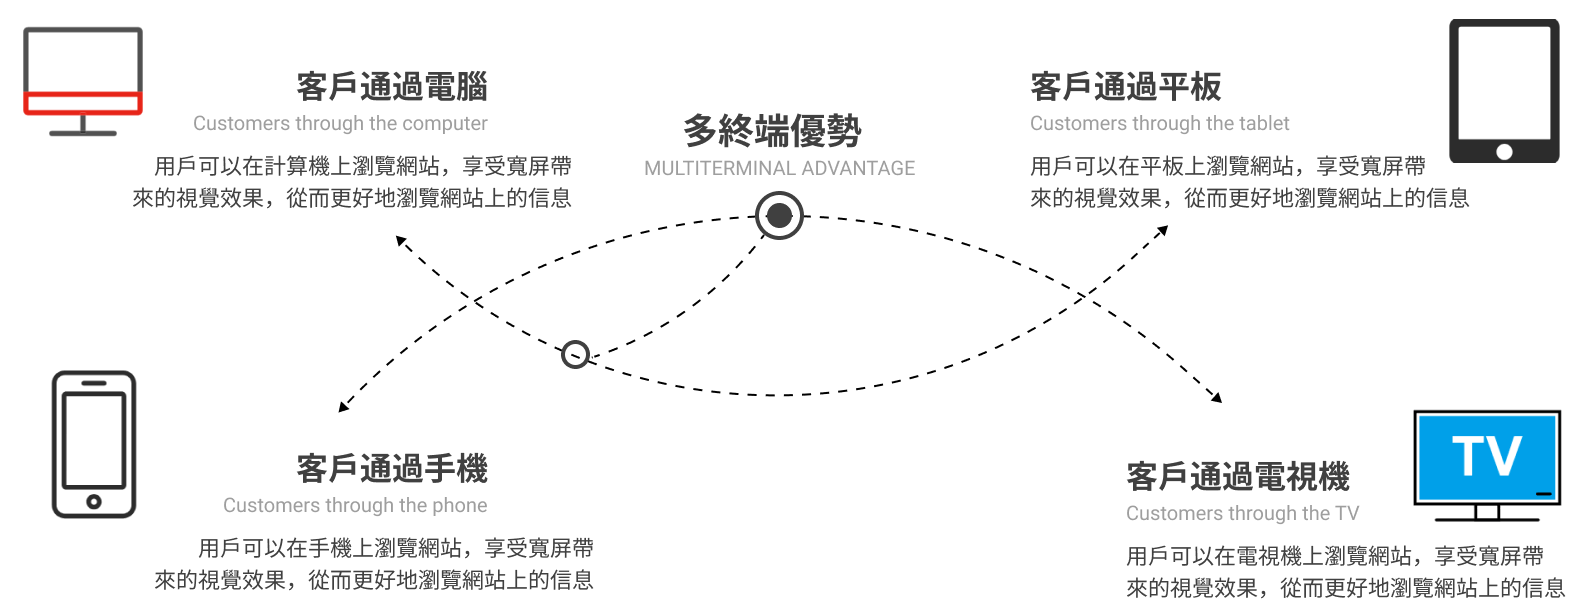 客戶通過電腦
Customers through the computer
用戶可以在計算機上瀏覽網站，享受寬屏帶
來的視覺效果，從而更好地瀏覽網站上的信息
多終端優勢
MULTITERMINAL ADVANTAGE
客戶通過平板
Customers through the tablet
用戶可以在平板上瀏覽網站，享受寬屏帶
來的視覺效果，從而更好地瀏覽網站上的信息
客戶通過手機
Customers through the phone
用戶可以在手機上瀏覽網站，享受寬屏帶
來的視覺效果，從而更好地瀏覽網站上的信息
TV
客戶通過電視機
Customers through the TV
用戶可以在電視機上瀏覽網站，享受寬屏帶
來的視覺效果，從而更好地瀏覽網站上的信息